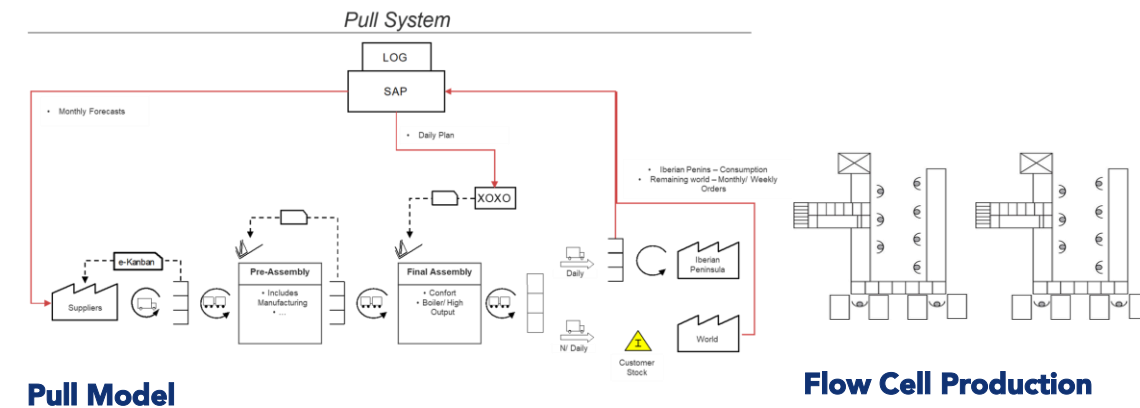 Pull System
LOG
SAP
• Monthly Forecasts
• Daily Plan
• Iberian Penins – Consumption
• Remaining world – Monthly/ Weekly
Orders
XOXO
e-Kanban
Suppliers
Pre-Assembly
• Includes
Manufacturing
• ...
Final Assembly
• Confort
• Boiler/ High
Output
Daily
Iberian
Peninsula
N/ Daily
I
Customer
Stock
World
Pull Model
Flow Cell Production